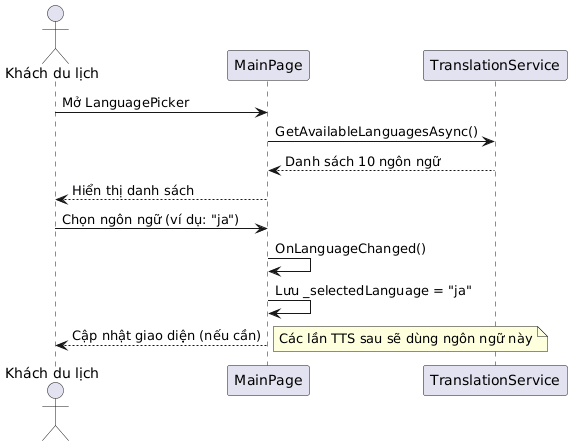 Khách du lịch
MainPage
TranslationService
Mở LanguagePicker
GetAvailableLanguagesAsync()
Danh sách 10 ngôn ngữ
Hiển thị danh sách
Chọn ngôn ngữ (ví dụ: "ja")
OnLanguageChanged()
Lưu _selectedLanguage = "ja"
Cập nhật giao diện (nếu cần)
Các lần TTS sau sẽ dùng ngôn ngữ này
Khách du lịch
MainPage
TranslationService